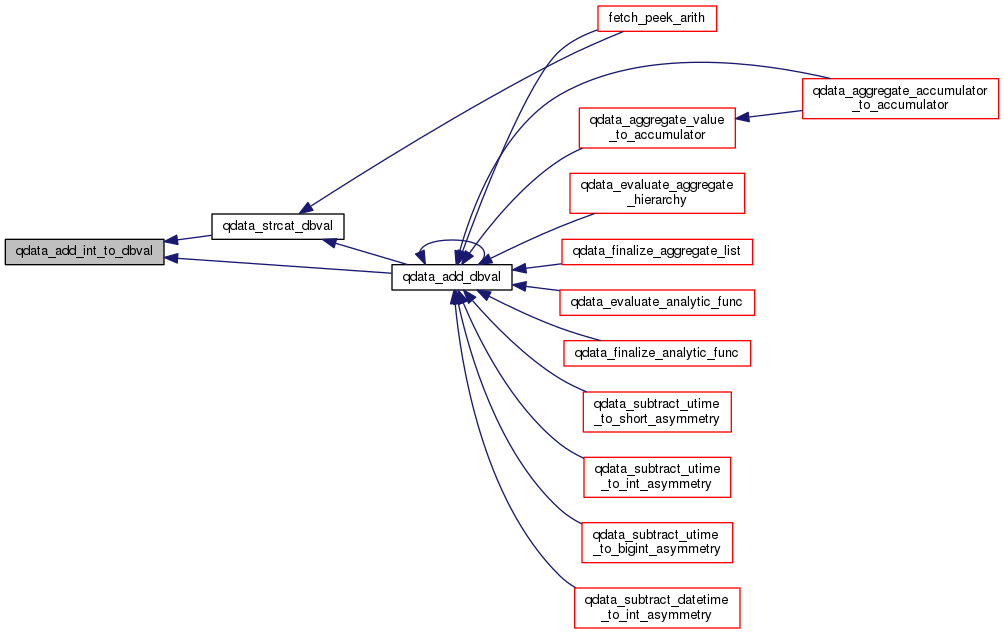 fetch_peek_arith
qdata_aggregate_accumulator
_to_accumulator
qdata_aggregate_value
_to_accumulator
qdata_evaluate_aggregate
_hierarchy
qdata_strcat_dbval
qdata_add_int_to_dbval
qdata_finalize_aggregate_list
qdata_add_dbval
qdata_evaluate_analytic_func
qdata_finalize_analytic_func
qdata_subtract_utime
_to_short_asymmetry
qdata_subtract_utime
_to_int_asymmetry
qdata_subtract_utime
_to_bigint_asymmetry
qdata_subtract_datetime
_to_int_asymmetry